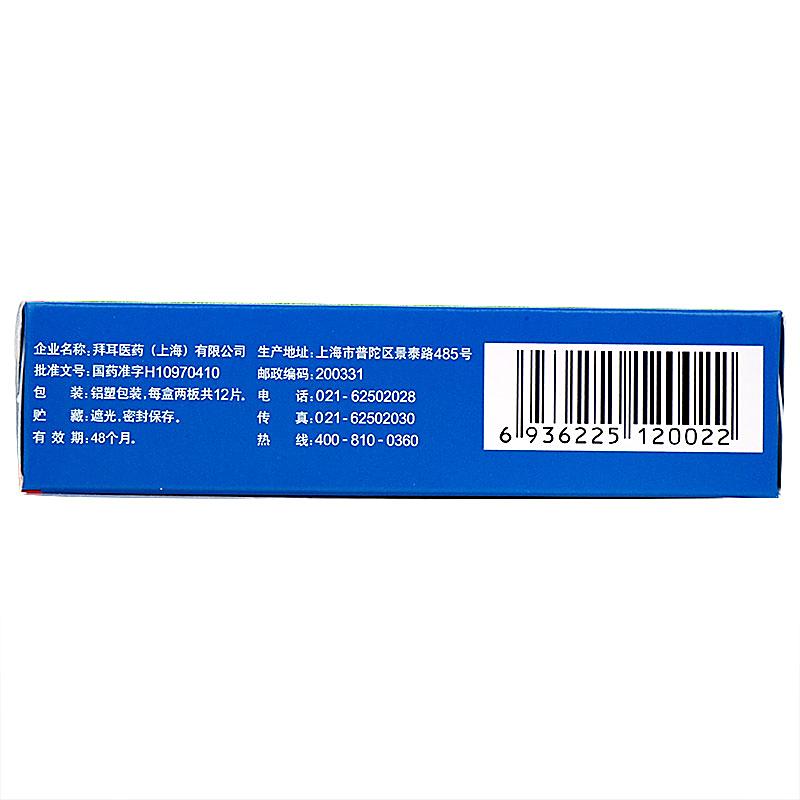 企业名称:拜耳医药（上海）有限公司
批准文号:国药准字H10970410
包 装:铝塑包装,每盒两板共12片。
贮 藏:遮光,密封保存。
有 效 期:48个月。
生产地址:上海市普陀区景泰路485号
邮政编码:200331
电 话:021-62502028
传 真:021-62502030
热 线:400-810-0360
6 936225 120022